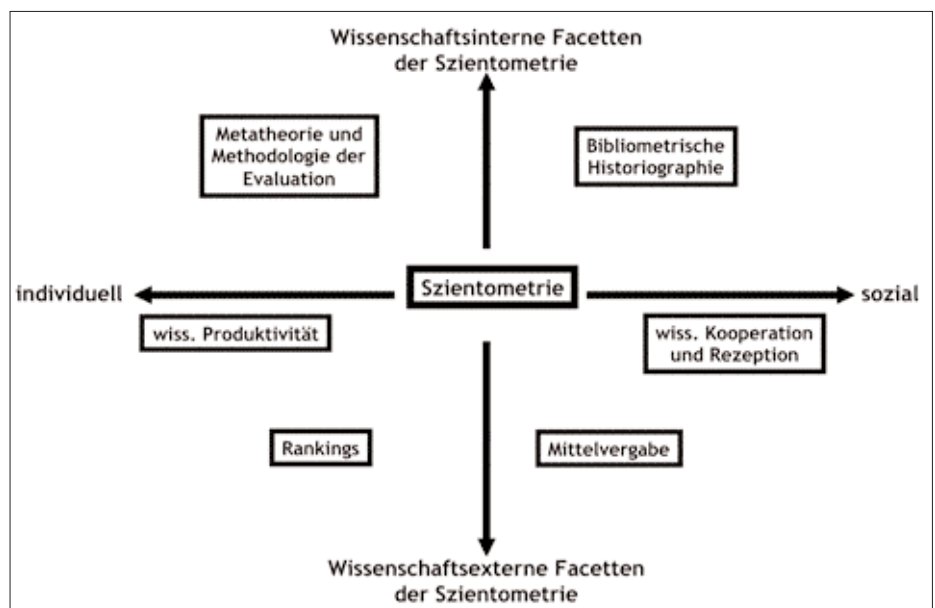 Wissenschaftsinterne Facetten
der Szientometrie
Metatheorie und
Methodologie der
Evaluation
Bibliometrische
Historiographie
individuell
Szientometrie
sozial
wiss. Produktivität
wiss. Kooperation
und Rezeption
Rankings
Mittelvergabe
Wissenschaftsexterne Facetten
der Szientometrie